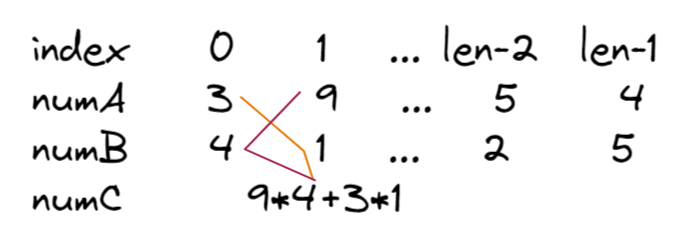 index 0 1 ... len-2 len-1
numA 3 9 ... 5 4
numB 4 1 ... 2 5
numC 9*4+3*1